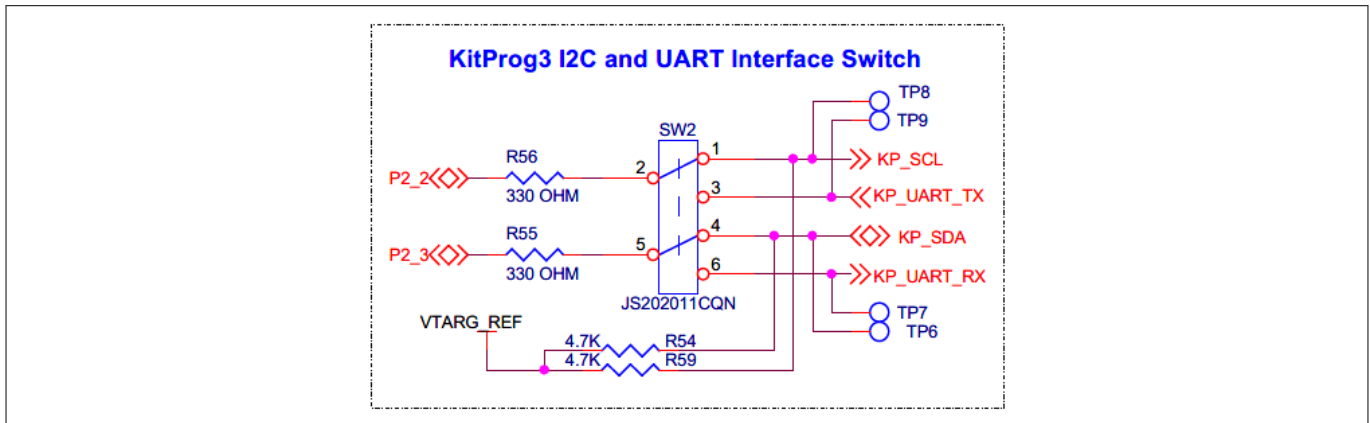 KitProg3 I2C and UART Interface Switch
TP8
TP9
SW2
1
KP_SCL
R56
2
P2_2
330 OHM
3
KP_UART_TX
4
KP_SDA
R55
5
P2_3
330 OHM
6
KP_UART_RX
JS202011CQN
TP7
TP6
VTARG_REF
4.7K R54
4.7K R59